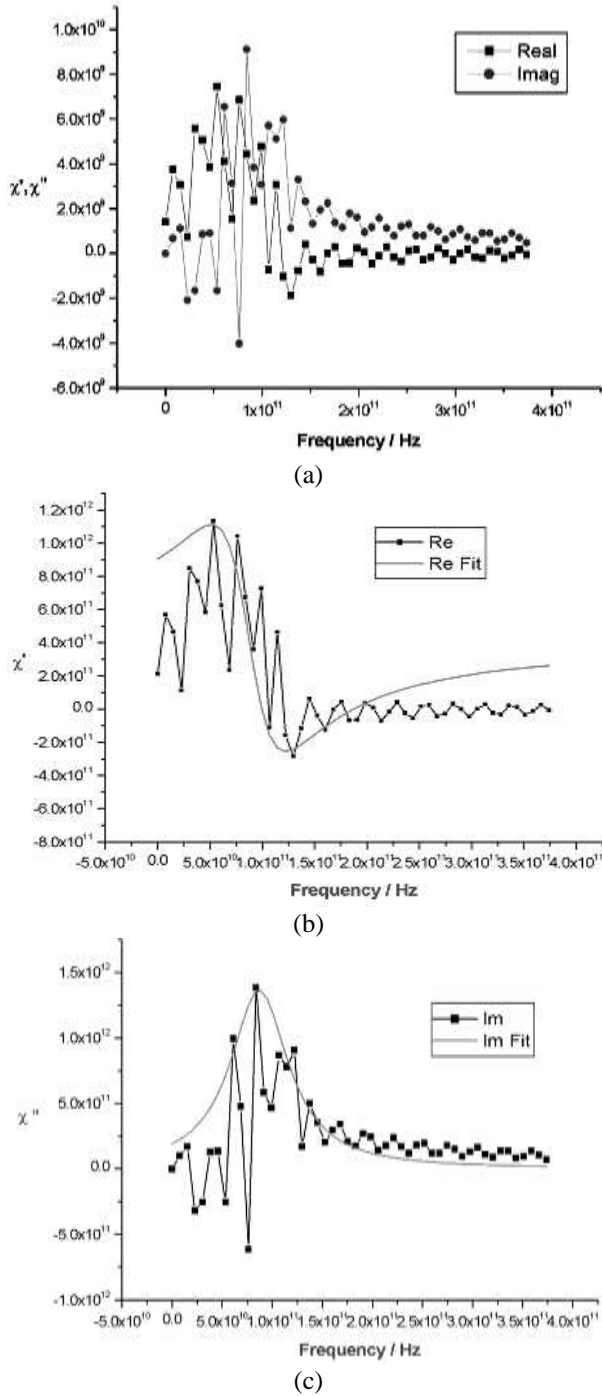 1.0x10¹⁰
8.0x10⁹
6.0x10⁹
4.0x10⁹
2.0x10⁹
0.0
-2.0x10⁹
-4.0x10⁹
-6.0x10⁹
χ',χ"
Real
Imag
0 1x10¹¹ 2x10¹¹ 3x10¹¹ 4x10¹¹
Frequency / Hz
(a)
1.2x10¹²
1.0x10¹²
8.0x10¹¹
6.0x10¹¹
4.0x10¹¹
2.0x10¹¹
0.0
-2.0x10¹¹
-4.0x10¹¹
-6.0x10¹¹
-8.0x10¹¹
χ'
Re
Re Fit
-5.0x10¹⁰ 0.0 5.0x10¹⁰ 1.0x10¹¹ 1.5x10¹¹ 2.0x10¹¹ 2.5x10¹¹ 3.0x10¹¹ 3.5x10¹¹ 4.0x10¹¹
Frequency / Hz
(b)
1.5x10¹²
1.0x10¹²
5.0x10¹¹
0.0
-5.0x10¹¹
-1.0x10¹²
χ"
Im
Im Fit
-5.0x10¹⁰ 0.0 5.0x10¹⁰ 1.0x10¹¹ 1.5x10¹¹ 2.0x10¹¹ 2.5x10¹¹ 3.0x10¹¹ 3.5x10¹¹ 4.0x10¹¹
Frequency / Hz
(c)